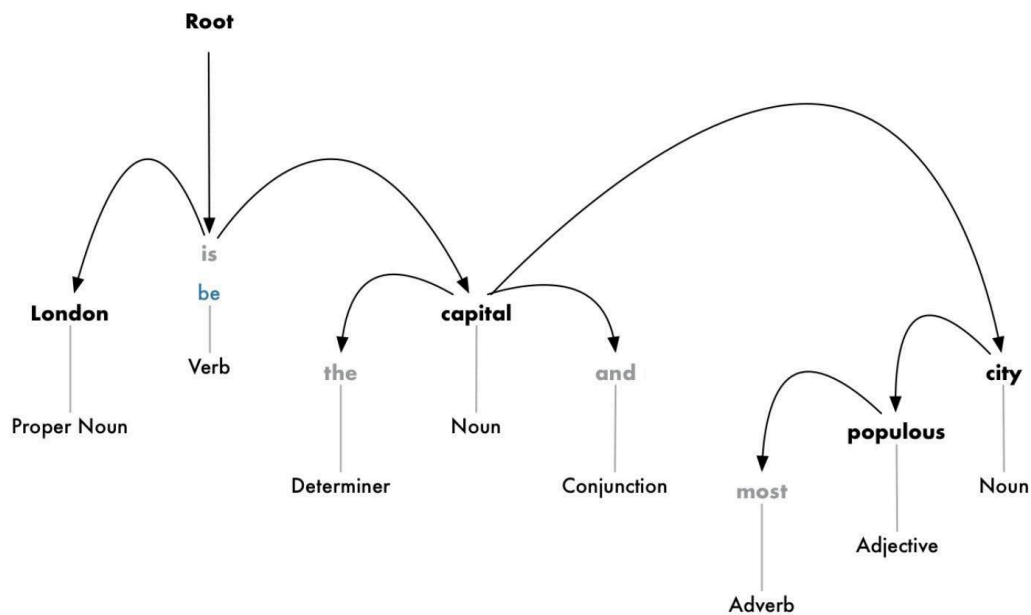 Root
is
be
London
capital
Verb
the
and
city
Proper Noun
Noun
populous
Determiner
Conjunction
most
Noun
Adjective
Adverb